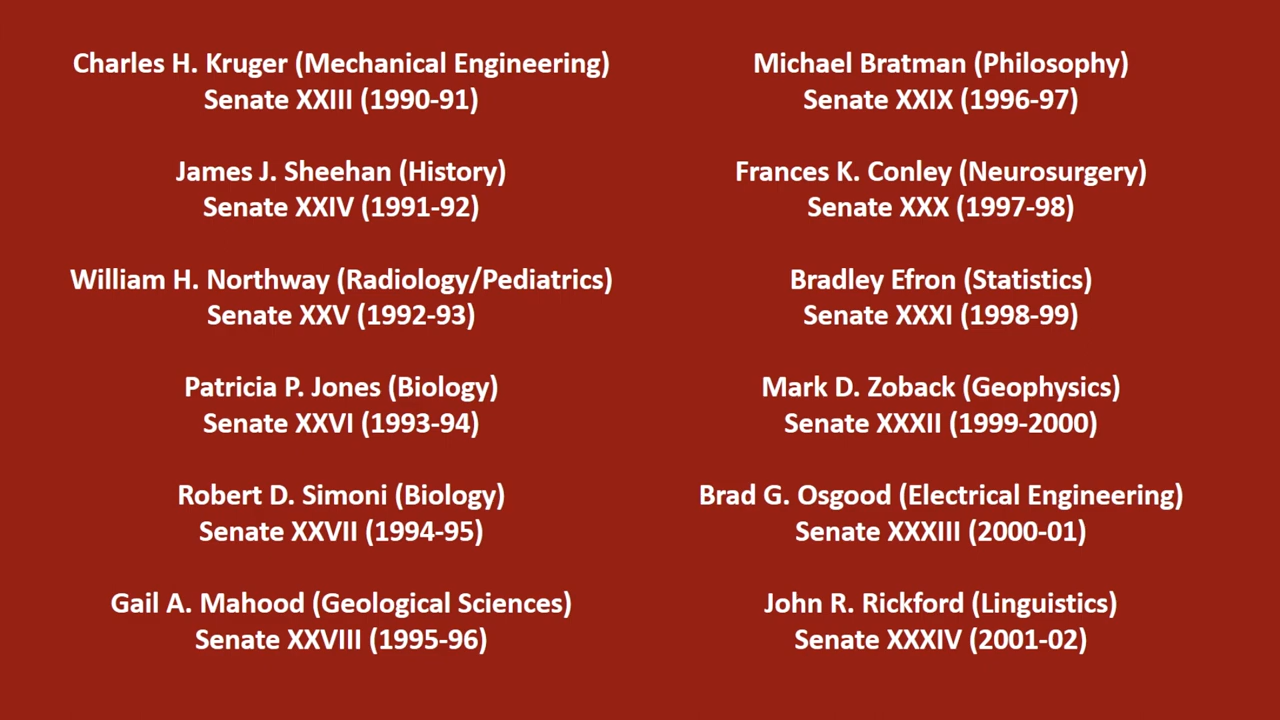 Charles H. Kruger (Mechanical Engineering)
Senate XXIII (1990-91)
James J. Sheehan (History)
Senate XXIV (1991-92)
William H. Northway (Radiology/Pediatrics)
Senate XXV (1992-93)
Patricia P. Jones (Biology)
Senate XXVI (1993-94)
Robert D. Simoni (Biology)
Senate XXVII (1994-95)
Gail A. Mahood (Geological Sciences)
Senate XXVIII (1995-96)
Michael Bratman (Philosophy)
Senate XXIX (1996-97)
Frances K. Conley (Neurosurgery)
Senate XXX (1997-98)
Bradley Efron (Statistics)
Senate XXXI (1998-99)
Mark D. Zoback (Geophysics)
Senate XXXII (1999-2000)
Brad G. Osgood (Electrical Engineering)
Senate XXXIII (2000-01)
John R. Rickford (Linguistics)
Senate XXXIV (2001-02)